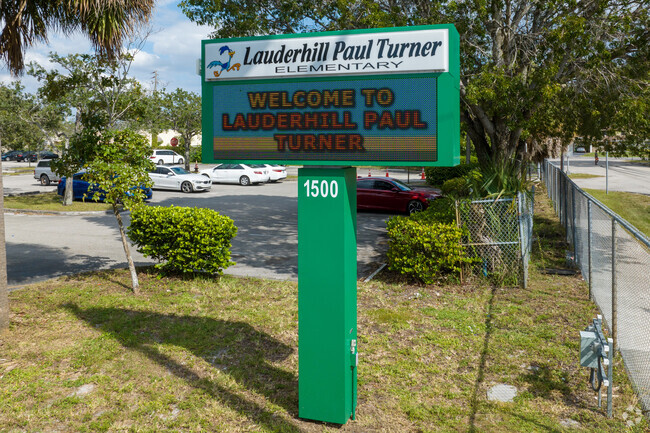 Lauderhill Paul Turner
ELEMENTARY
WELCOME TO
LAUDERHILL PAUL
TURNER
1500